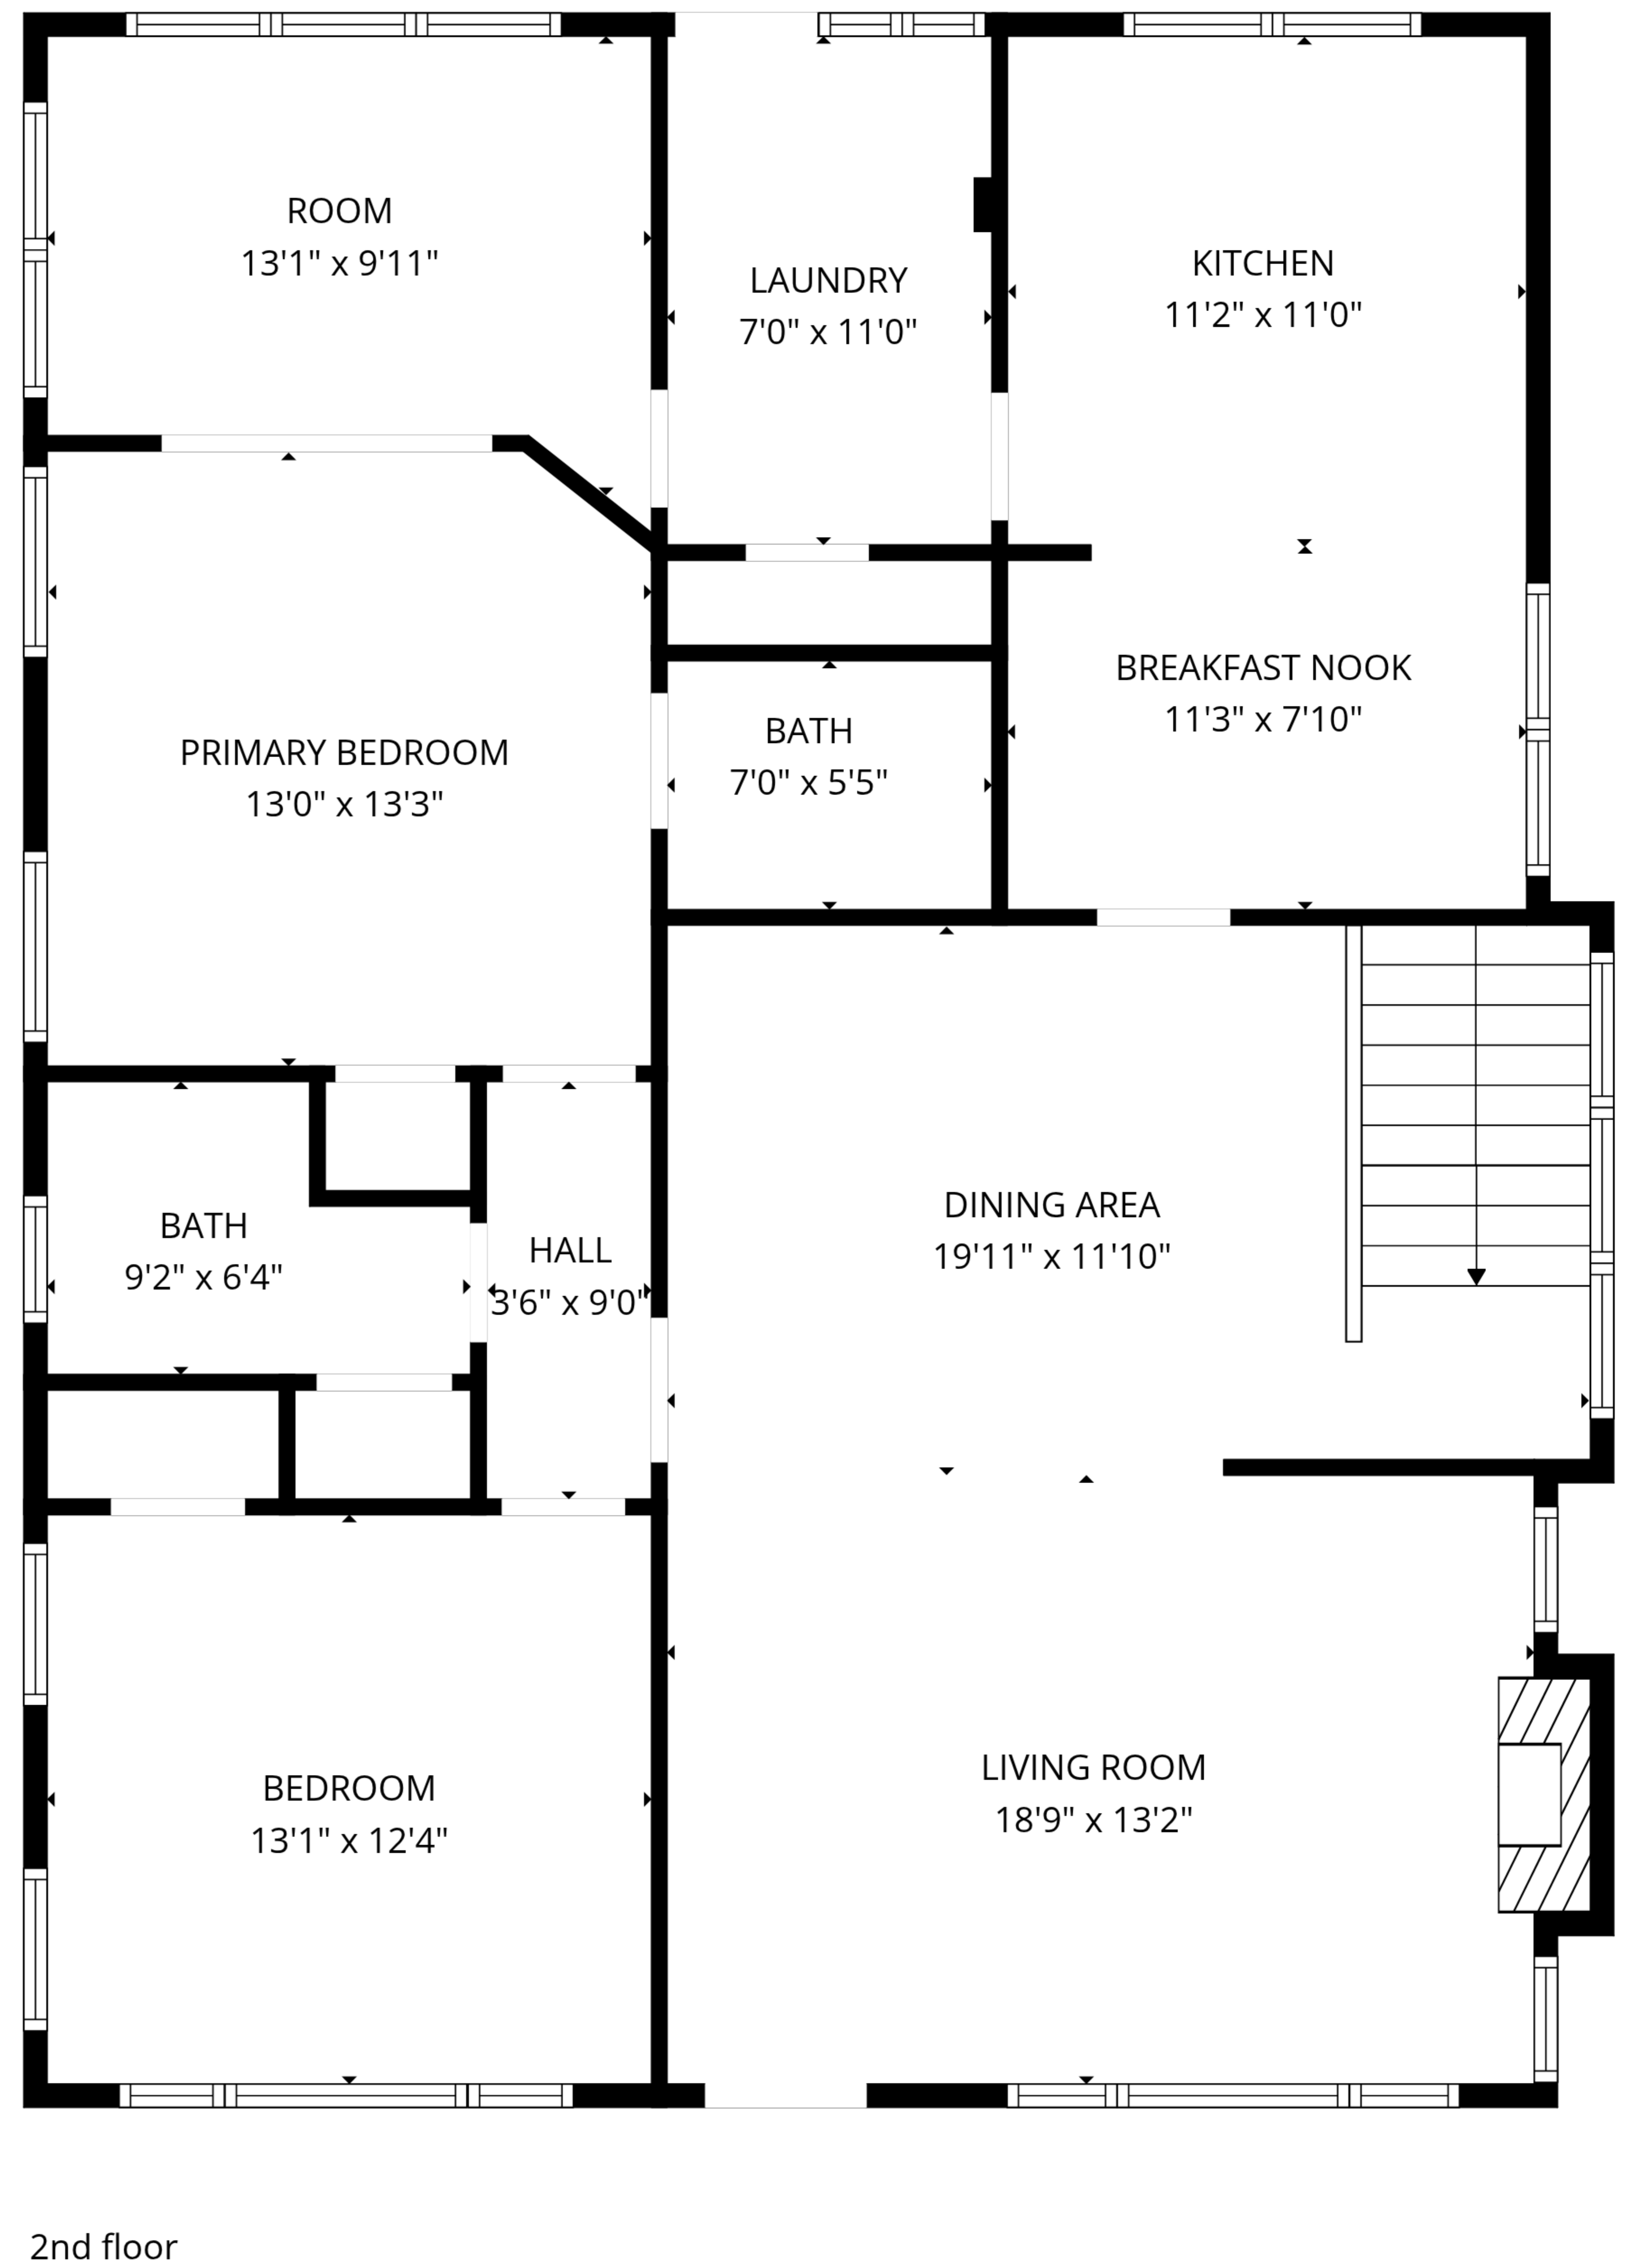 ROOM
13'1" x 9'11"
LAUNDRY
7'0" x 11'0"
KITCHEN
11'2" x 11'0"
BREAKFAST NOOK
11'3" x 7'10"
BATH
7'0" x 5'5"
PRIMARY BEDROOM
13'0" x 13'3"
DINING AREA
19'11" x 11'10"
BATH
9'2" x 6'4"
HALL
3'6" x 9'0"
LIVING ROOM
18'9" x 13'2"
BEDROOM
13'1" x 12'4"
2nd floor